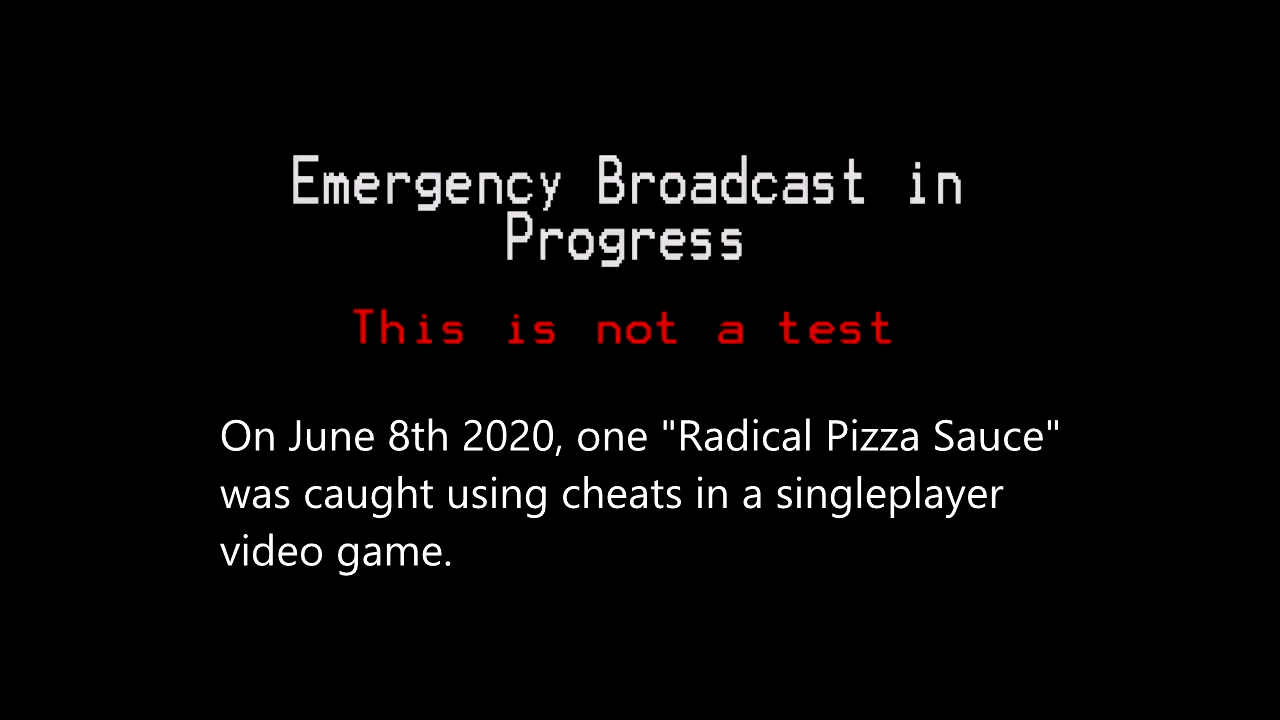 Emergency Broadcast in
Progress
This is not a test
On June 8th 2020, one "Radical Pizza Sauce"
was caught using cheats in a singleplayer
video game.